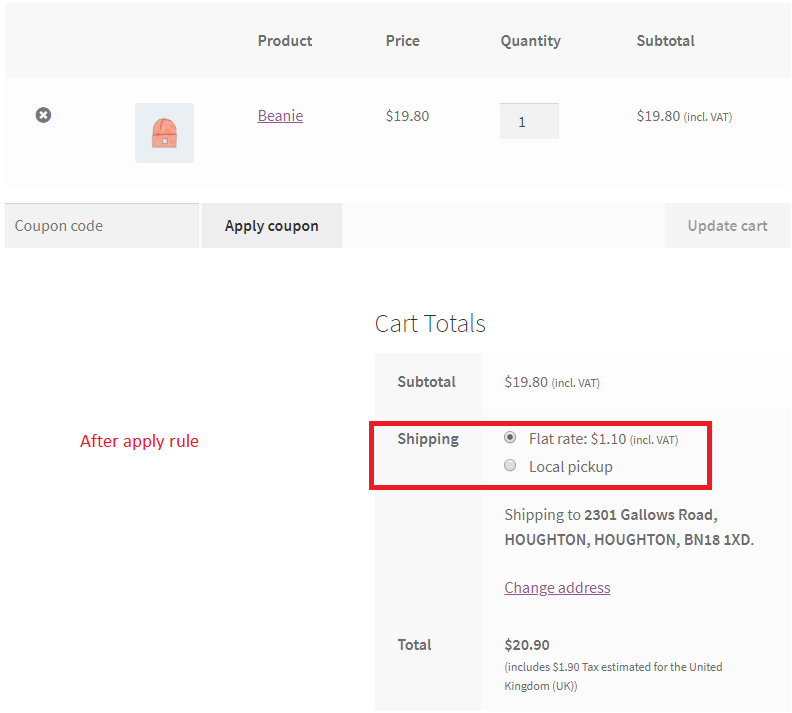 Product Price Quantity Subtotal
Beanie $19.80 1 $19.80 (incl. VAT)
Coupon code Apply coupon Update cart
Cart Totals
Subtotal $19.80 (incl. VAT)
After apply rule
Shipping Flat rate: $1.10 (incl. VAT)
Local pickup
Shipping to 2301 Gallows Road,
HOUGHTON, HOUGHTON, BN18 1XD.
Change address
Total $20.90
(includes $1.90 Tax estimated for the United
Kingdom (UK))